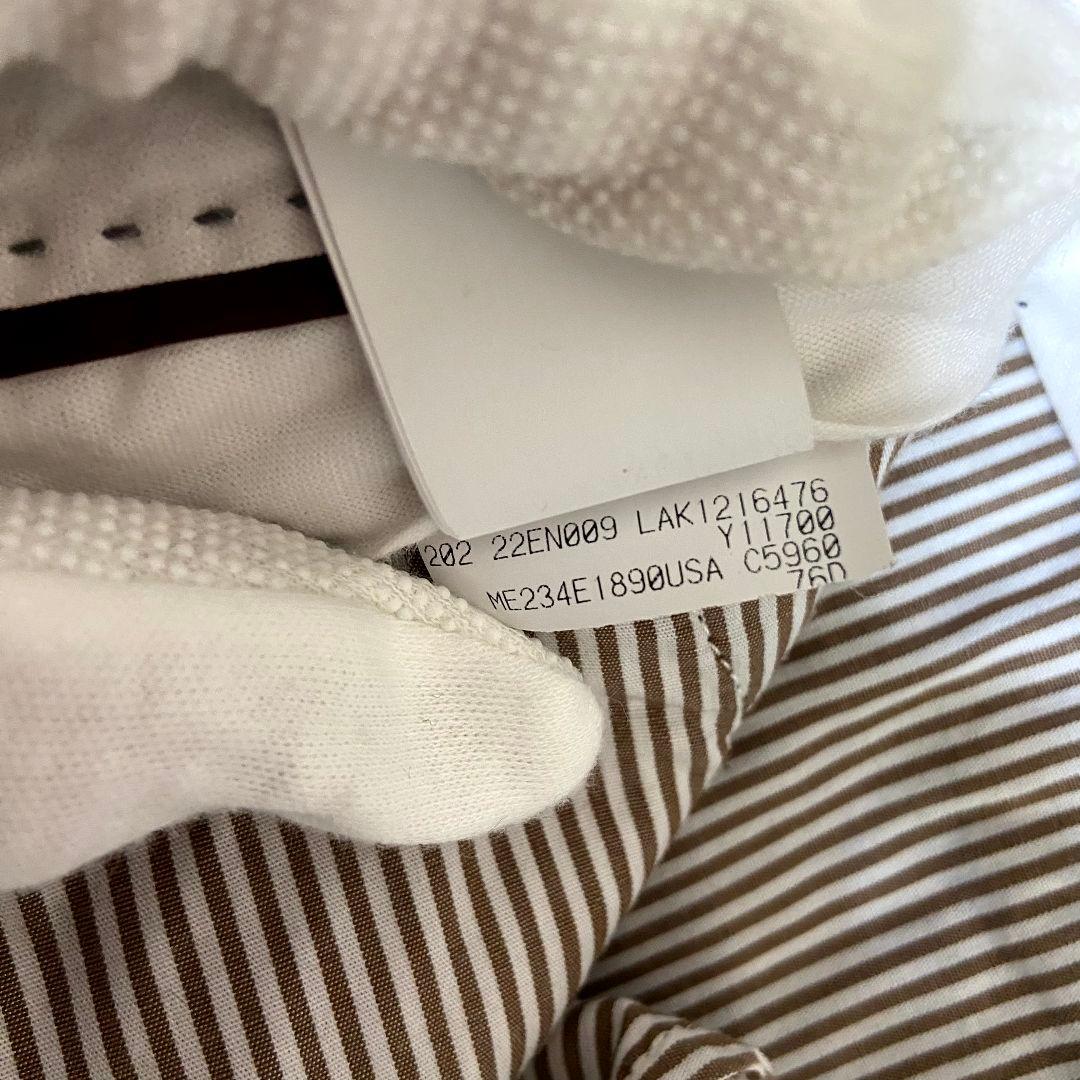 202 22EN009 LAK1216476
Y11700
ME234E1890USA C5960
76D